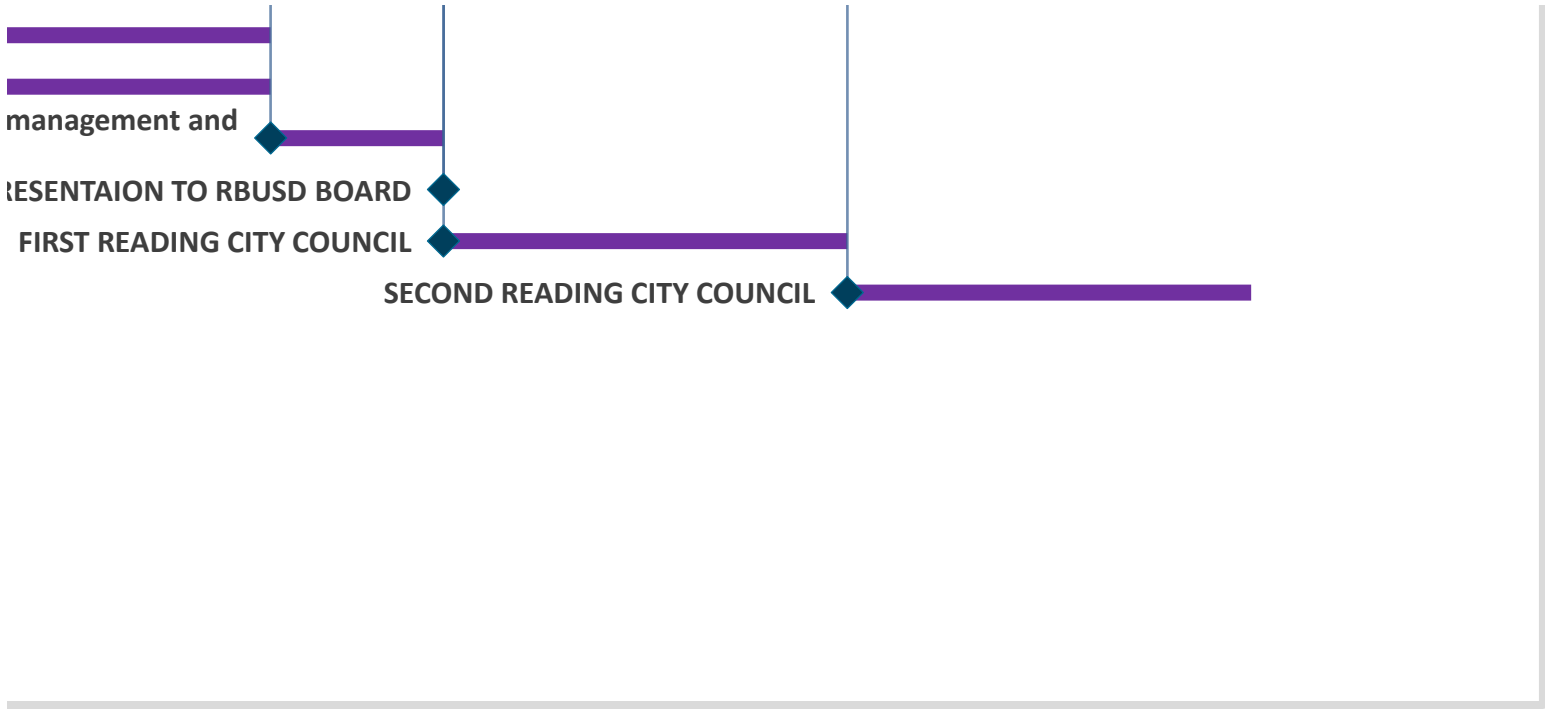 management and
RESENTAION TO RBUSD BOARD
FIRST READING CITY COUNCIL
SECOND READING CITY COUNCIL